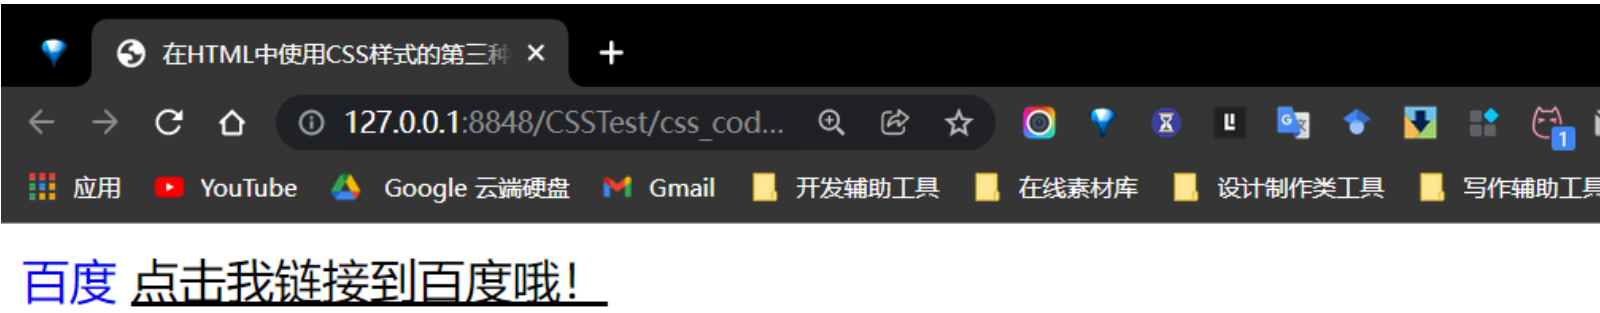 在HTML中使用CSS样式的第三种
127.0.0.1:8848/CSSTest/css_cod...
1
应用 YouTube Google 云端硬盘 Gmail 开发辅助工具 在线素材库 设计制作类工具 写作辅助工具
百度 点击我链接到百度哦！